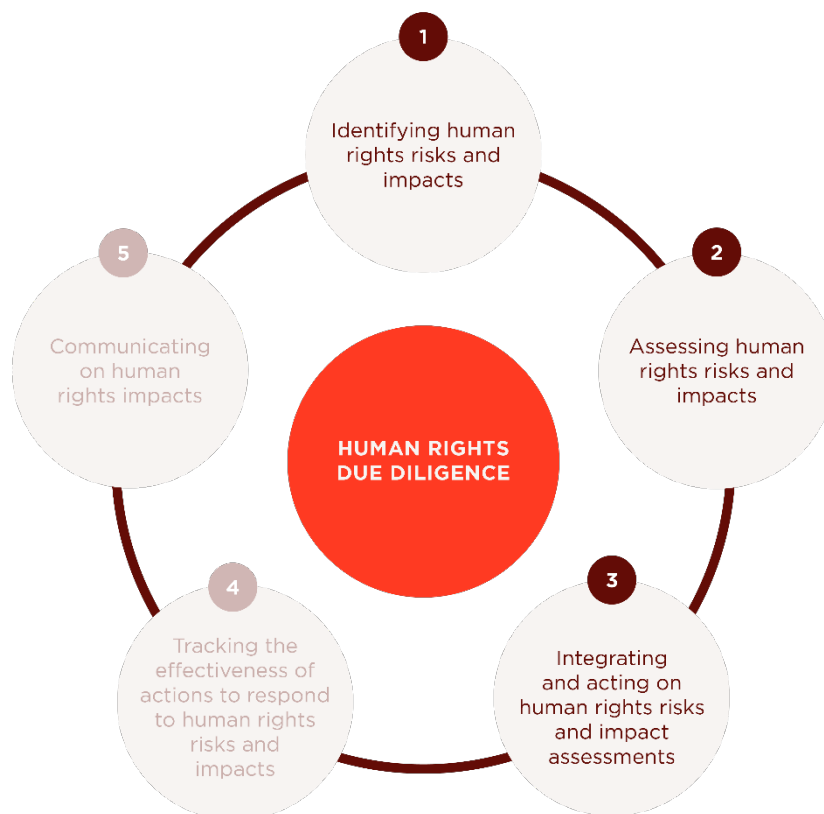 1
Identifying human
rights risks and
impacts
2
Assessing human
rights risks and
impacts
3
Integrating
and acting on
human rights risks
and impact
assessments
4
Tracking the
effectiveness of
actions to respond
to human rights
risks and
impacts
5
Communicating
on human
rights impacts
HUMAN RIGHTS
DUE DILIGENCE